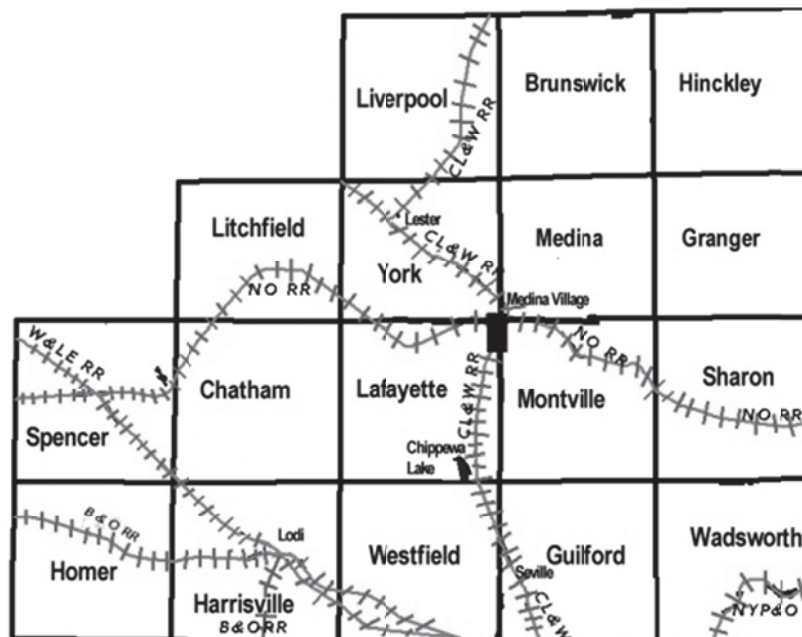 Liverpool
Brunswick
Hinckley
CL&W RR
Litchfield
Lester
CL&W RR
Medina
Granger
York
NO RR
Medina Village
W&LE RR
NO RR
Chatham
Lafayette
CL&W RR
Montville
Sharon
NO RR
Spencer
Chippewa
Lake
B&O RR
Lodi
Westfield
Guilford
Wadsworth
Homer
Seville
Harrisville
CL&W
NYP&O
B&O RR